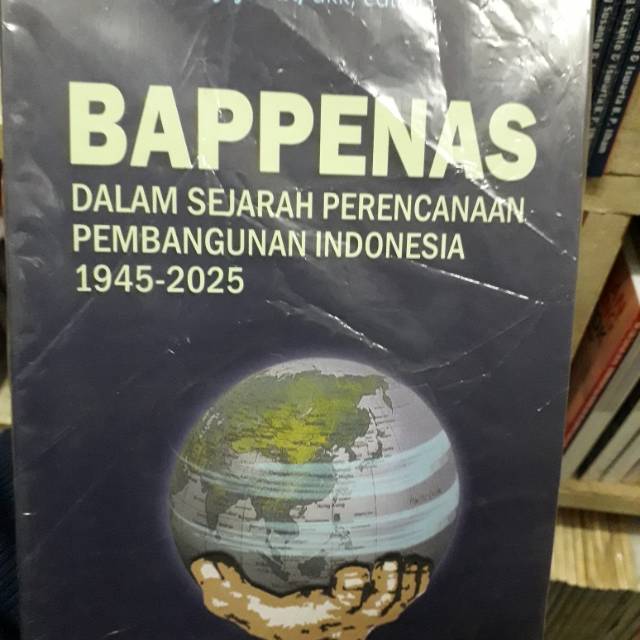 BAPPENAS
DALAM SEJARAH PERENCANAAN
PEMBANGUNAN INDONESIA
1945-2025